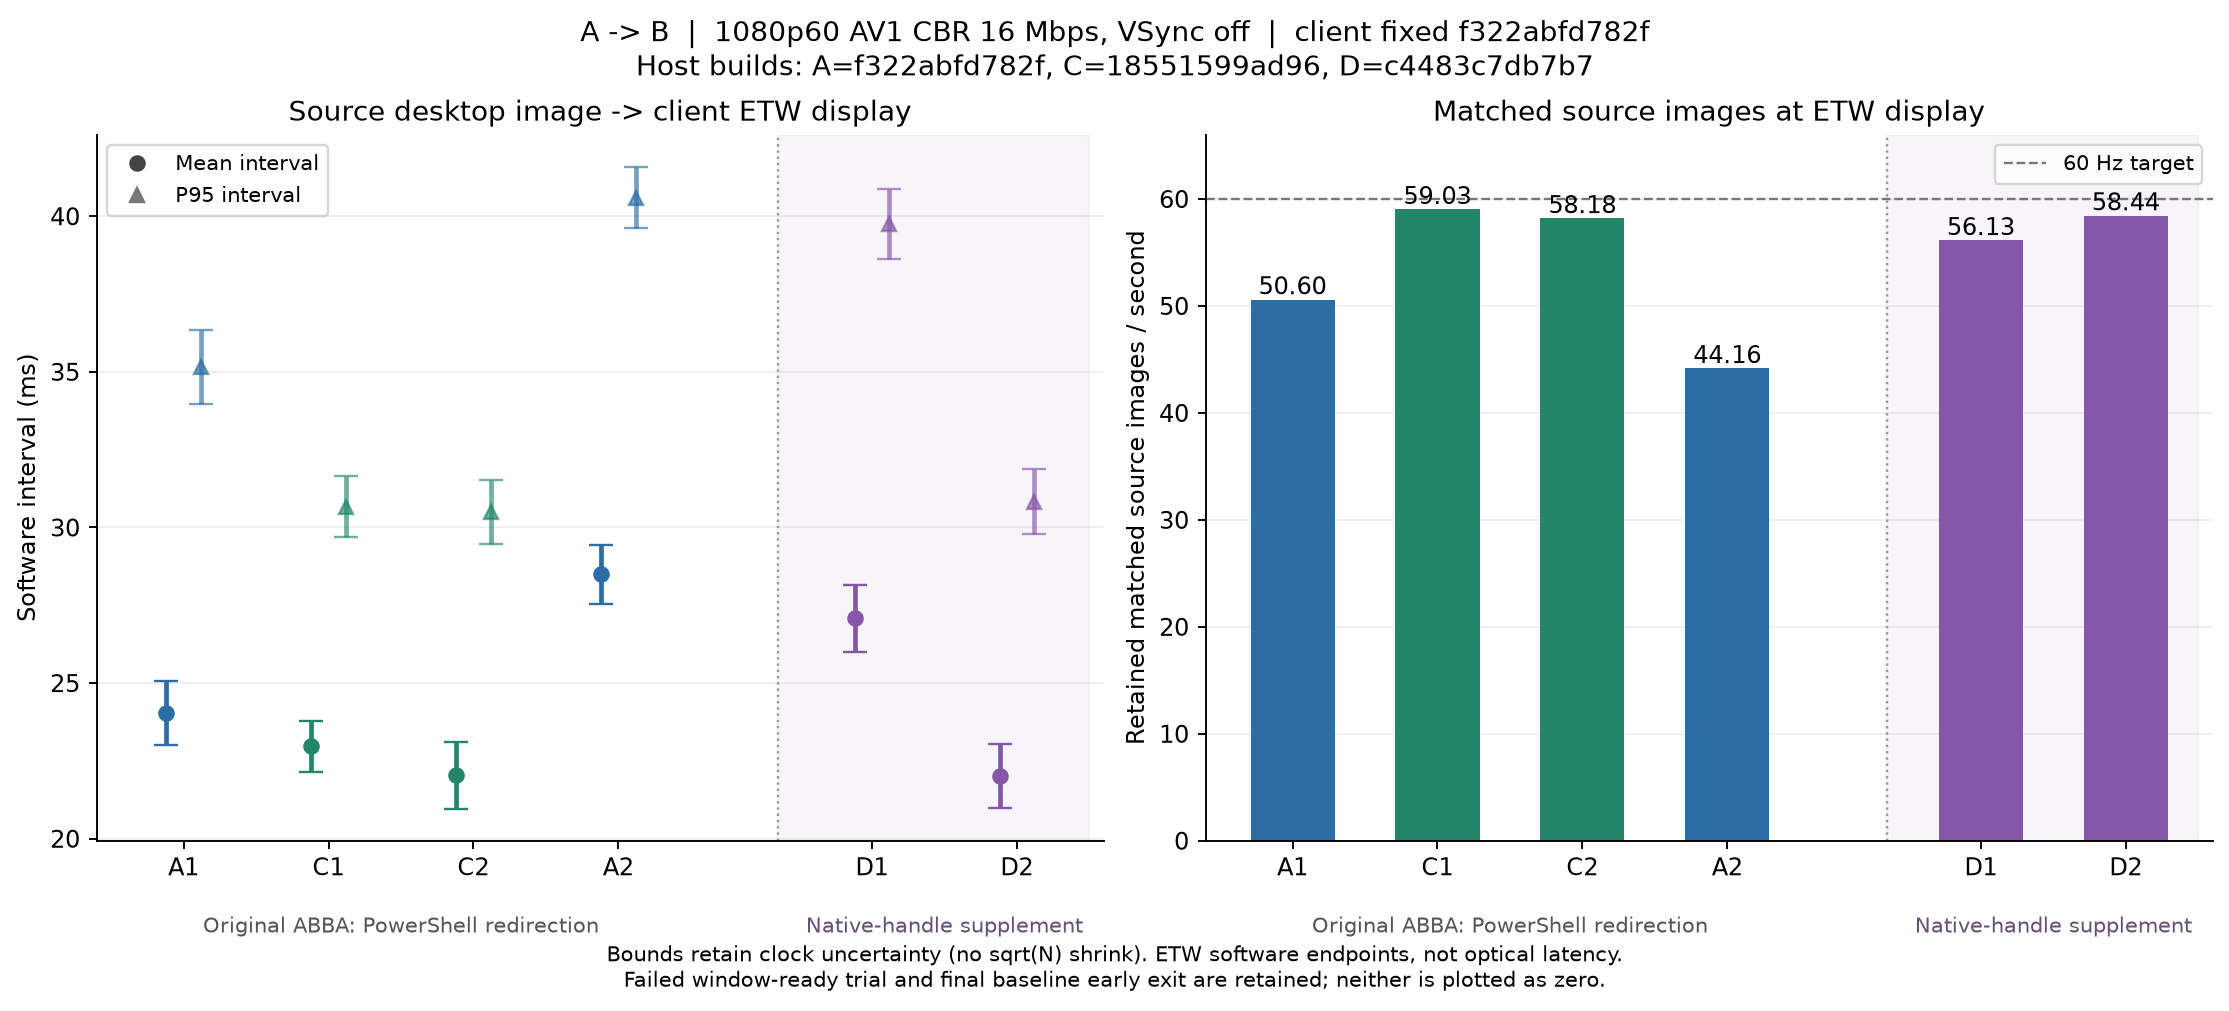 A -> B  |  1080p60 AV1 CBR 16 Mbps, VSync off  |  client fixed f322abfd782f
Host builds: A=f322abfd782f, C=18551599ad96, D=c4483c7db7b7
Source desktop image -> client ETW display
Mean interval
P95 interval
Software interval (ms)
40
35
30
25
20
A1
C1
C2
A2
D1
D2
Original ABBA: PowerShell redirection
Native-handle supplement
Matched source images at ETW display
60 Hz target
Retained matched source images / second
60
50
40
30
20
10
0
50.60
59.03
58.18
44.16
56.13
58.44
A1
C1
C2
A2
D1
D2
Original ABBA: PowerShell redirection
Native-handle supplement
Bounds retain clock uncertainty (no sqrt(N) shrink). ETW software endpoints, not optical latency.
Failed window-ready trial and final baseline early exit are retained; neither is plotted as zero.